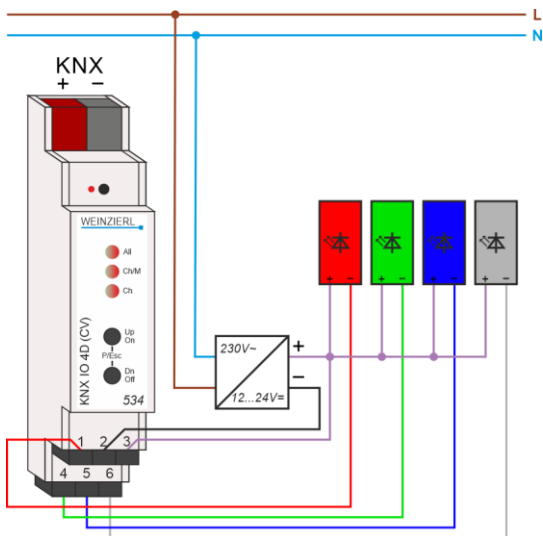 L
N
KNX
+ −
WEINZIERL
All
Ch/M
Ch
Up
On
P/Esc
Dn
Off
KNX IO 4D (CV)
534
230V~
12...24V=
+
−
+ − + − + − + −
1 2 3
4 5 6